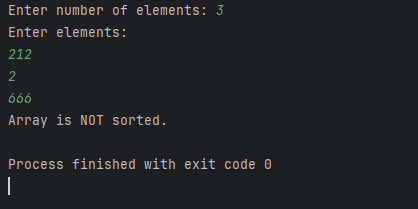 Enter number of elements: 3
Enter elements:
212
2
666
Array is NOT sorted.
Process finished with exit code 0